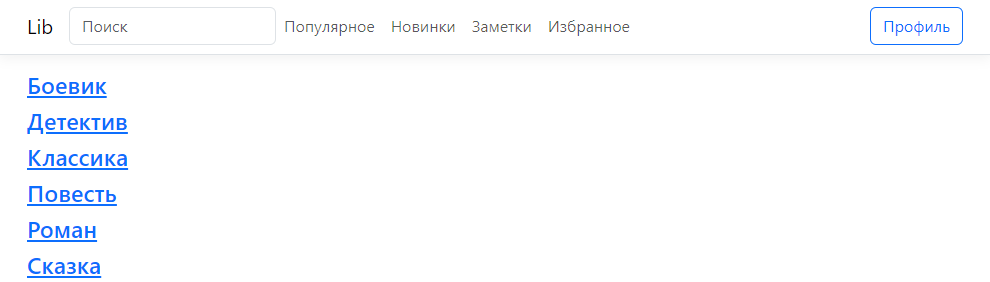 Lib Поиск Популярное Новинки Заметки Избранное Профиль
Боевик
Детектив
Классика
Повесть
Роман
Сказка